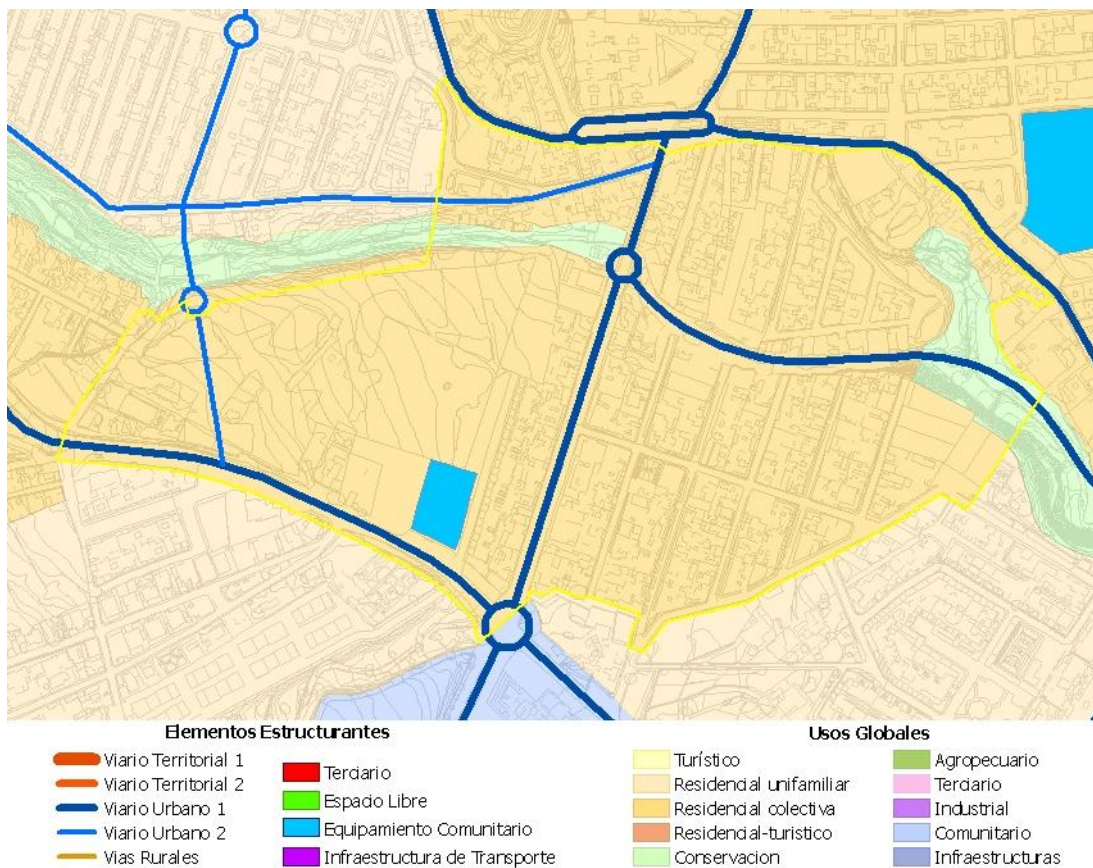 Elementos Estructurantes
Viario Territorial 1
Viario Territorial 2
Viario Urbano 1
Viario Urbano 2
Vias Rurales
Terciario
Espacio Libre
Equipamiento Comunitario
Infraestructura de Transporte
Usos Globales
Turístico
Residencial unifamiliar
Residencial colectiva
Residencial-turistico
Conservacion
Agropecuario
Terciario
Industrial
Comunitario
Infraestructuras